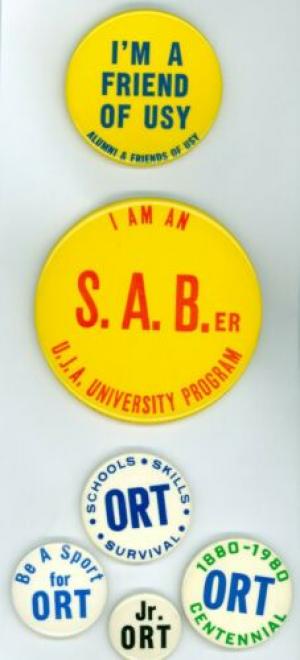 I'M A
FRIEND
OF USY
ALUMNI & FRIENDS OF USY
I AM AN
S. A. B.ER
U.J.A. UNIVERSITY PROGRAM
SCHOOLS • SKILLS •
ORT
• SURVIVAL •
Be A Sport
for
ORT
Jr.
ORT
1880-1980
ORT
CENTENNIAL